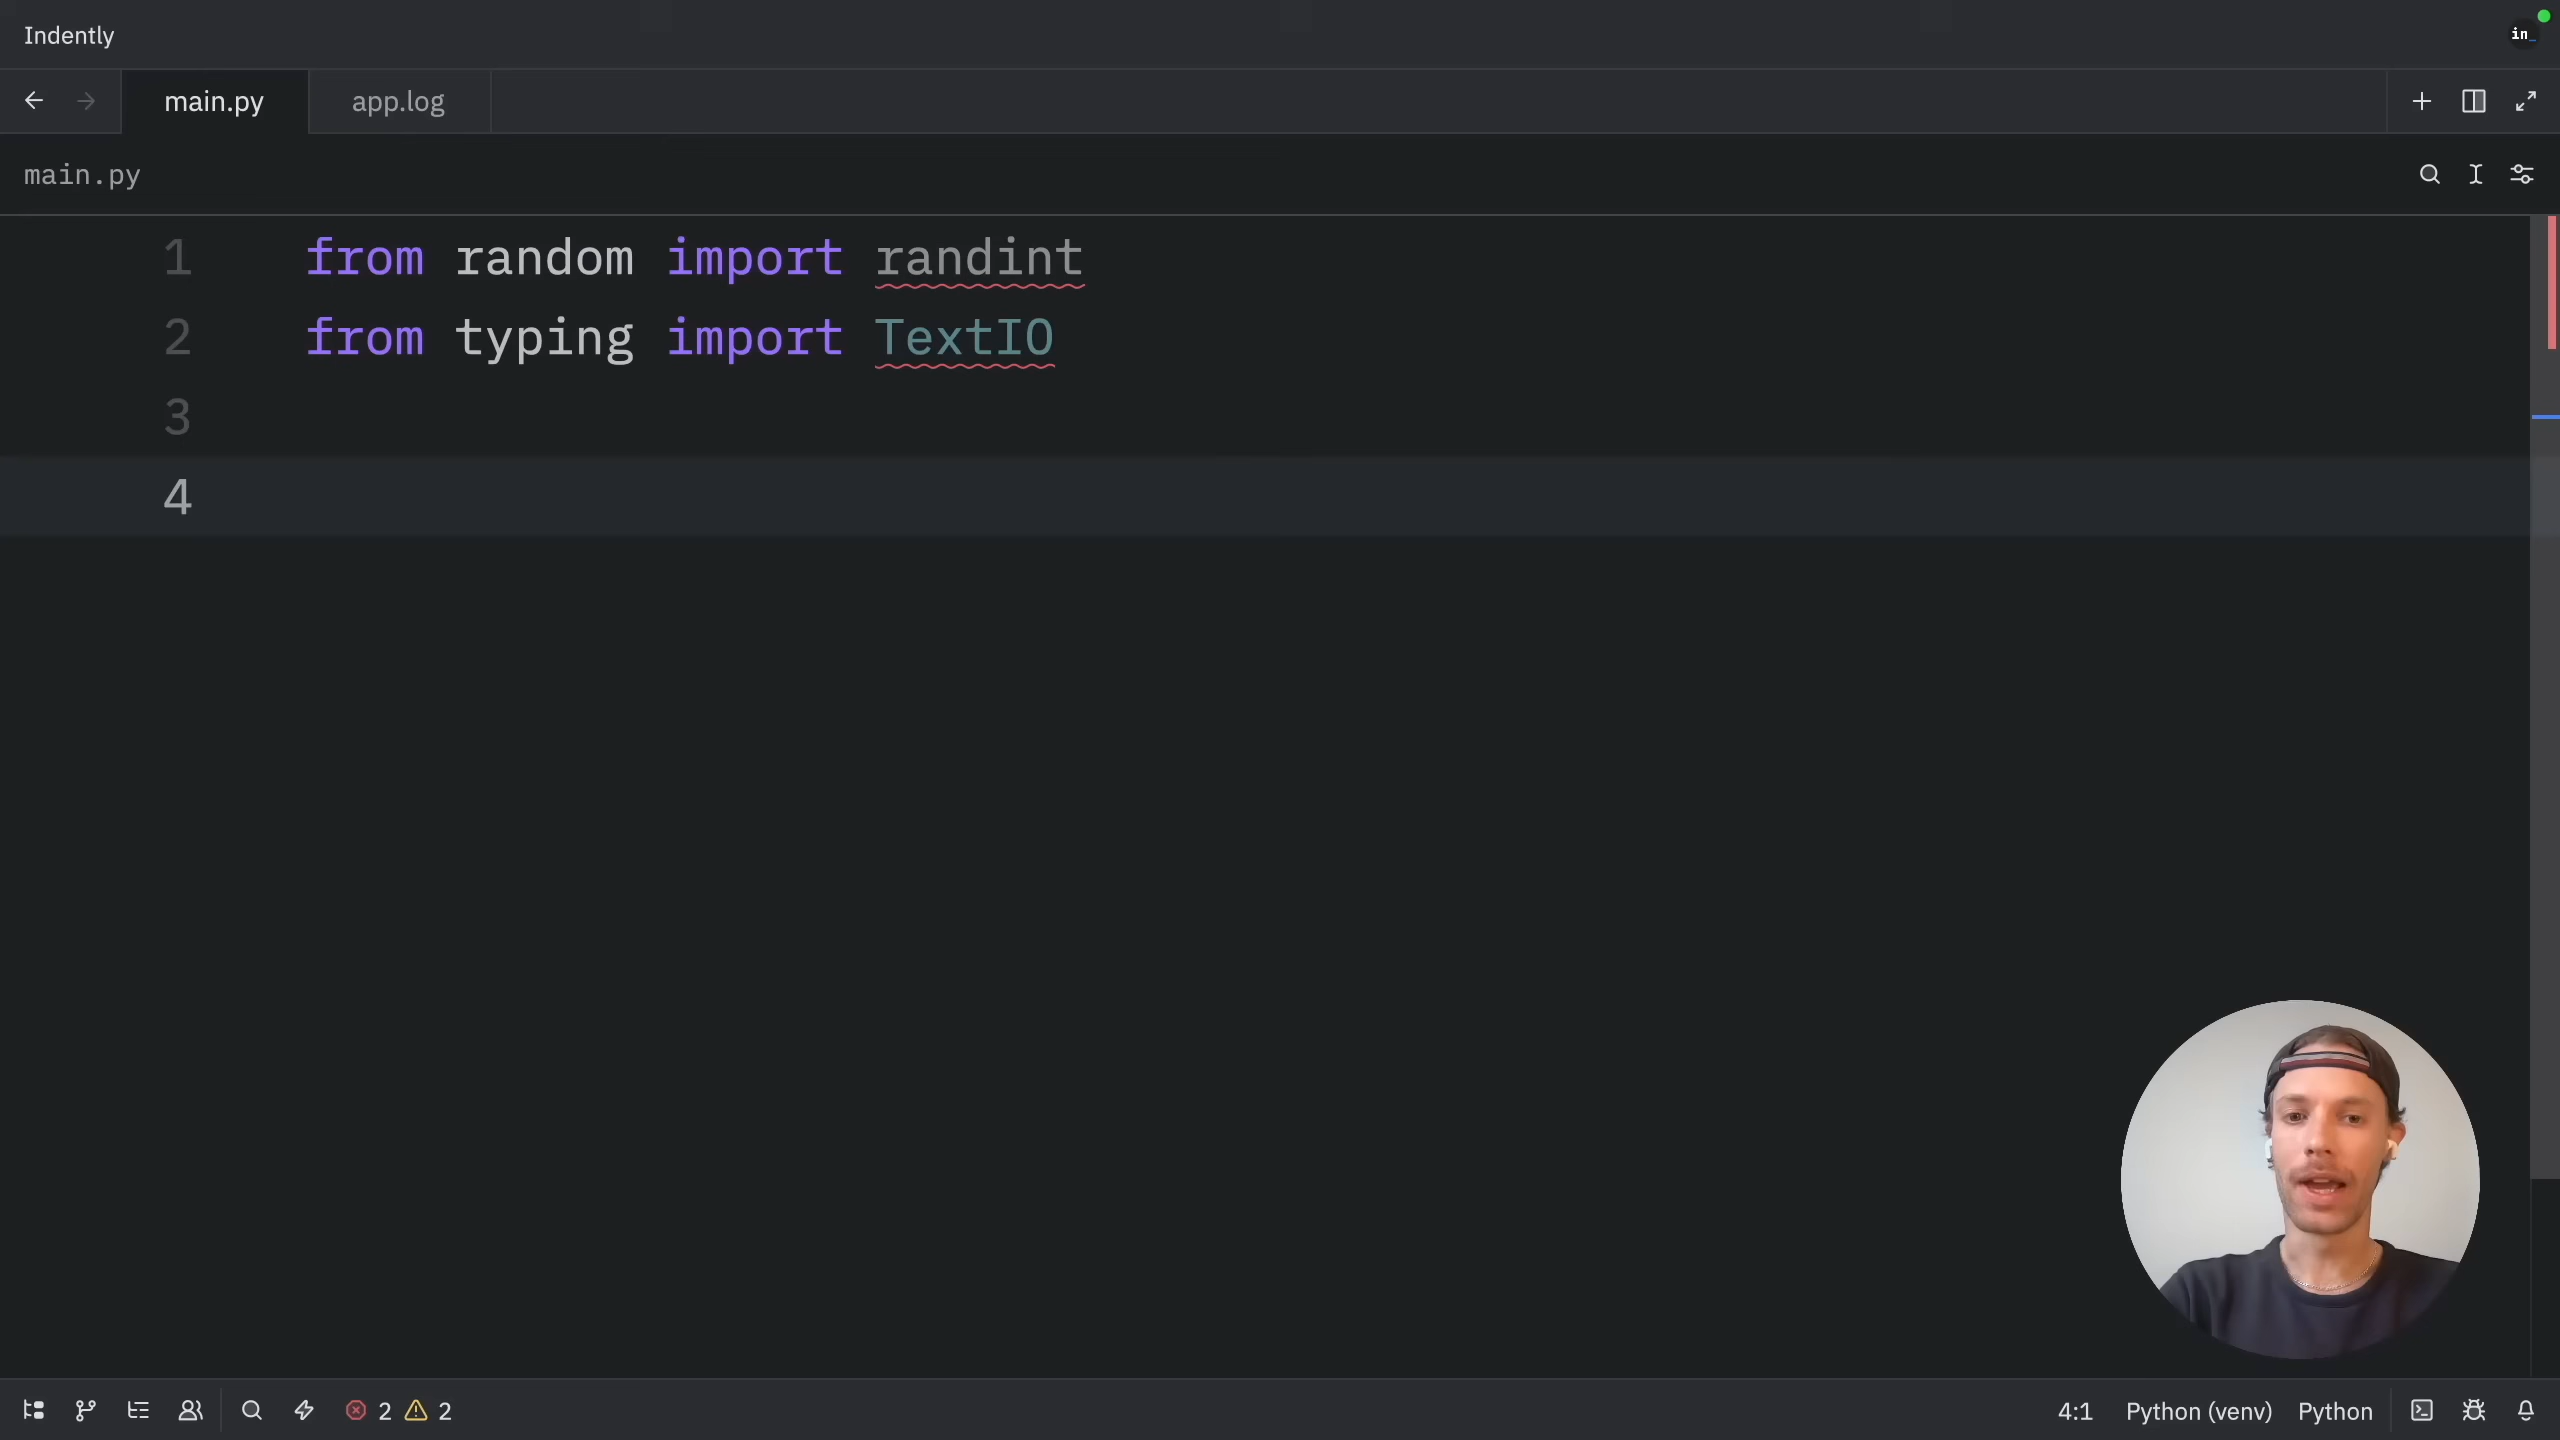 Indently
in_
main.py
app.log
main.py
1 from random import randint
2 from typing import TextIO
3
4
2 2
4:1 Python (venv) Python